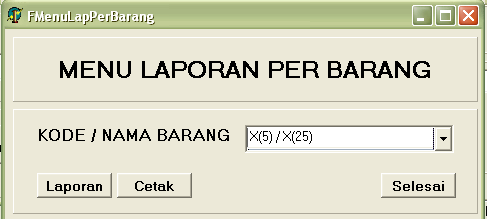 FMenuLapPerBarang
MENU LAPORAN PER BARANG
KODE / NAMA BARANG X(5) / X(25)
Laporan Cetak Selesai